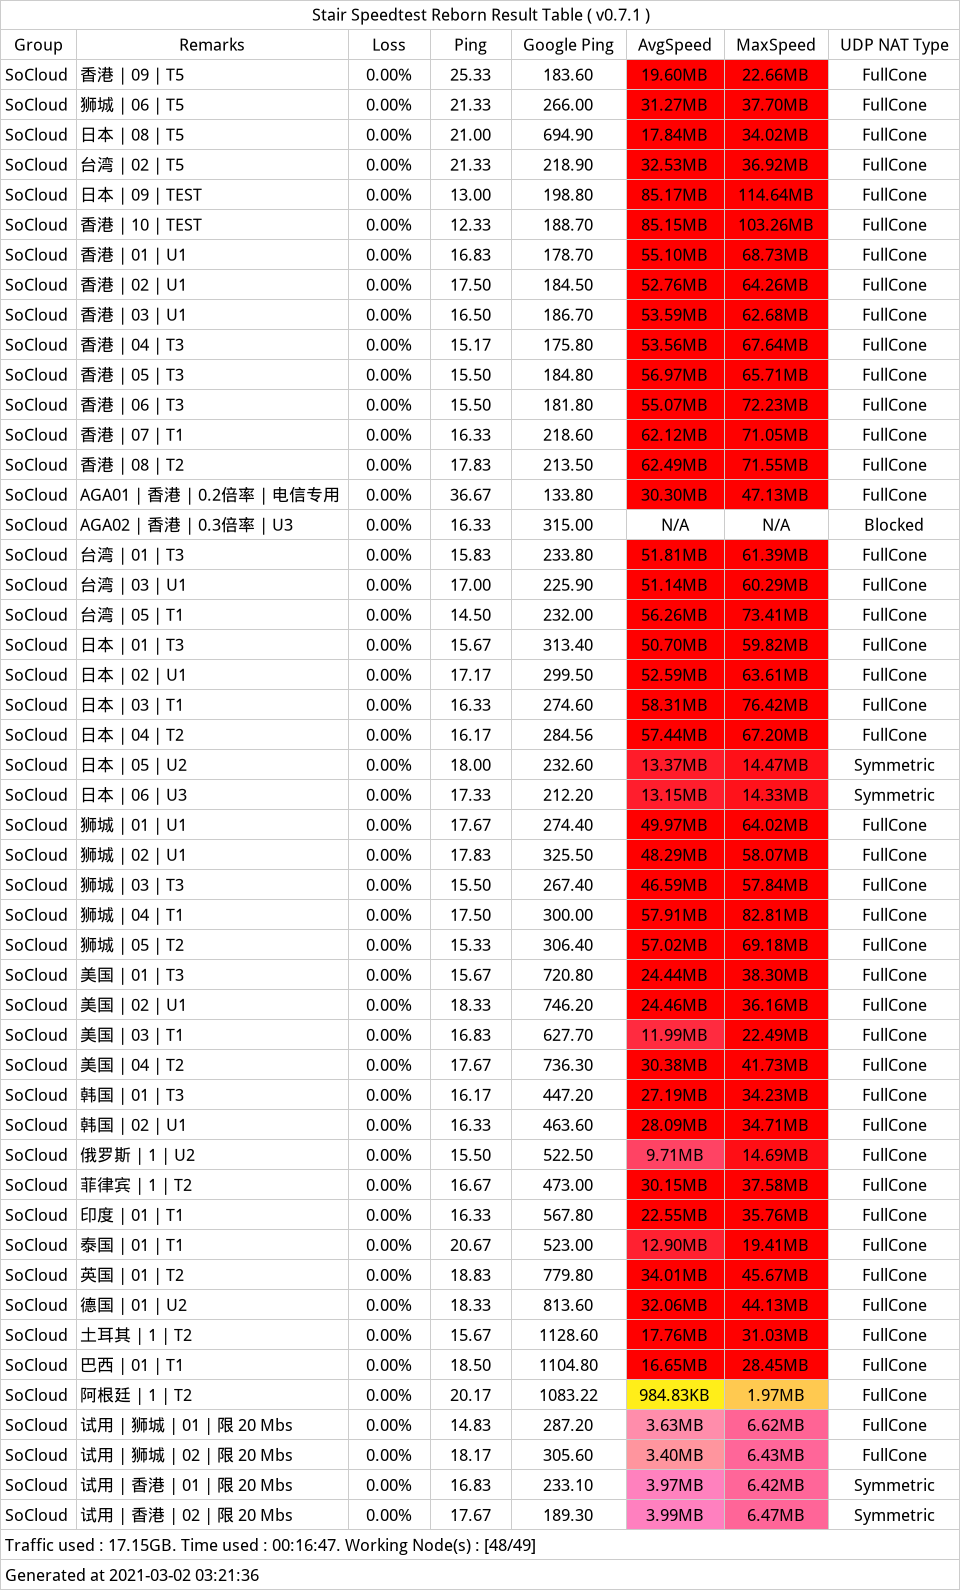 Stair Speedtest Reborn Result Table ( v0.7.1 )
Group Remarks Loss Ping Google Ping AvgSpeed MaxSpeed UDP NAT Type
SoCloud 香港 | 09 | T5 0.00% 25.33 183.60 19.60MB 22.66MB FullCone
SoCloud 狮城 | 06 | T5 0.00% 21.33 266.00 31.27MB 37.70MB FullCone
SoCloud 日本 | 08 | T5 0.00% 21.00 694.90 17.84MB 34.02MB FullCone
SoCloud 台湾 | 02 | T5 0.00% 21.33 218.90 32.53MB 36.92MB FullCone
SoCloud 日本 | 09 | TEST 0.00% 13.00 198.80 85.17MB 114.64MB FullCone
SoCloud 香港 | 10 | TEST 0.00% 12.33 188.70 85.15MB 103.26MB FullCone
SoCloud 香港 | 01 | U1 0.00% 16.83 178.70 55.10MB 68.73MB FullCone
SoCloud 香港 | 02 | U1 0.00% 17.50 184.50 52.76MB 64.26MB FullCone
SoCloud 香港 | 03 | U1 0.00% 16.50 186.70 53.59MB 62.68MB FullCone
SoCloud 香港 | 04 | T3 0.00% 15.17 175.80 53.56MB 67.64MB FullCone
SoCloud 香港 | 05 | T3 0.00% 15.50 184.80 56.97MB 65.71MB FullCone
SoCloud 香港 | 06 | T3 0.00% 15.50 181.80 55.07MB 72.23MB FullCone
SoCloud 香港 | 07 | T1 0.00% 16.33 218.60 62.12MB 71.05MB FullCone
SoCloud 香港 | 08 | T2 0.00% 17.83 213.50 62.49MB 71.55MB FullCone
SoCloud AGA01 | 香港 | 0.2倍率 | 电信专用 0.00% 36.67 133.80 30.30MB 47.13MB FullCone
SoCloud AGA02 | 香港 | 0.3倍率 | U3 0.00% 16.33 315.00 N/A N/A Blocked
SoCloud 台湾 | 01 | T3 0.00% 15.83 233.80 51.81MB 61.39MB FullCone
SoCloud 台湾 | 03 | U1 0.00% 17.00 225.90 51.14MB 60.29MB FullCone
SoCloud 台湾 | 05 | T1 0.00% 14.50 232.00 56.26MB 73.41MB FullCone
SoCloud 日本 | 01 | T3 0.00% 15.67 313.40 50.70MB 59.82MB FullCone
SoCloud 日本 | 02 | U1 0.00% 17.17 299.50 52.59MB 63.61MB FullCone
SoCloud 日本 | 03 | T1 0.00% 16.33 274.60 58.31MB 76.42MB FullCone
SoCloud 日本 | 04 | T2 0.00% 16.17 284.56 57.44MB 67.20MB FullCone
SoCloud 日本 | 05 | U2 0.00% 18.00 232.60 13.37MB 14.47MB Symmetric
SoCloud 日本 | 06 | U3 0.00% 17.33 212.20 13.15MB 14.33MB Symmetric
SoCloud 狮城 | 01 | U1 0.00% 17.67 274.40 49.97MB 64.02MB FullCone
SoCloud 狮城 | 02 | U1 0.00% 17.83 325.50 48.29MB 58.07MB FullCone
SoCloud 狮城 | 03 | T3 0.00% 15.50 267.40 46.59MB 57.84MB FullCone
SoCloud 狮城 | 04 | T1 0.00% 17.50 300.00 57.91MB 82.81MB FullCone
SoCloud 狮城 | 05 | T2 0.00% 15.33 306.40 57.02MB 69.18MB FullCone
SoCloud 美国 | 01 | T3 0.00% 15.67 720.80 24.44MB 38.30MB FullCone
SoCloud 美国 | 02 | U1 0.00% 18.33 746.20 24.46MB 36.16MB FullCone
SoCloud 美国 | 03 | T1 0.00% 16.83 627.70 11.99MB 22.49MB FullCone
SoCloud 美国 | 04 | T2 0.00% 17.67 736.30 30.38MB 41.73MB FullCone
SoCloud 韩国 | 01 | T3 0.00% 16.17 447.20 27.19MB 34.23MB FullCone
SoCloud 韩国 | 02 | U1 0.00% 16.33 463.60 28.09MB 34.71MB FullCone
SoCloud 俄罗斯 | 1 | U2 0.00% 15.50 522.50 9.71MB 14.69MB FullCone
SoCloud 菲律宾 | 1 | T2 0.00% 16.67 473.00 30.15MB 37.58MB FullCone
SoCloud 印度 | 01 | T1 0.00% 16.33 567.80 22.55MB 35.76MB FullCone
SoCloud 泰国 | 01 | T1 0.00% 20.67 523.00 12.90MB 19.41MB FullCone
SoCloud 英国 | 01 | T2 0.00% 18.83 779.80 34.01MB 45.67MB FullCone
SoCloud 德国 | 01 | U2 0.00% 18.33 813.60 32.06MB 44.13MB FullCone
SoCloud 土耳其 | 1 | T2 0.00% 15.67 1128.60 17.76MB 31.03MB FullCone
SoCloud 巴西 | 01 | T1 0.00% 18.50 1104.80 16.65MB 28.45MB FullCone
SoCloud 阿根廷 | 1 | T2 0.00% 20.17 1083.22 984.83KB 1.97MB FullCone
SoCloud 试用 | 狮城 | 01 | 限 20 Mbs 0.00% 14.83 287.20 3.63MB 6.62MB FullCone
SoCloud 试用 | 狮城 | 02 | 限 20 Mbs 0.00% 18.17 305.60 3.40MB 6.43MB FullCone
SoCloud 试用 | 香港 | 01 | 限 20 Mbs 0.00% 16.83 233.10 3.97MB 6.42MB Symmetric
SoCloud 试用 | 香港 | 02 | 限 20 Mbs 0.00% 17.67 189.30 3.99MB 6.47MB Symmetric
Traffic used : 17.15GB. Time used : 00:16:47. Working Node(s) : [48/49]
Generated at 2021-03-02 03:21:36